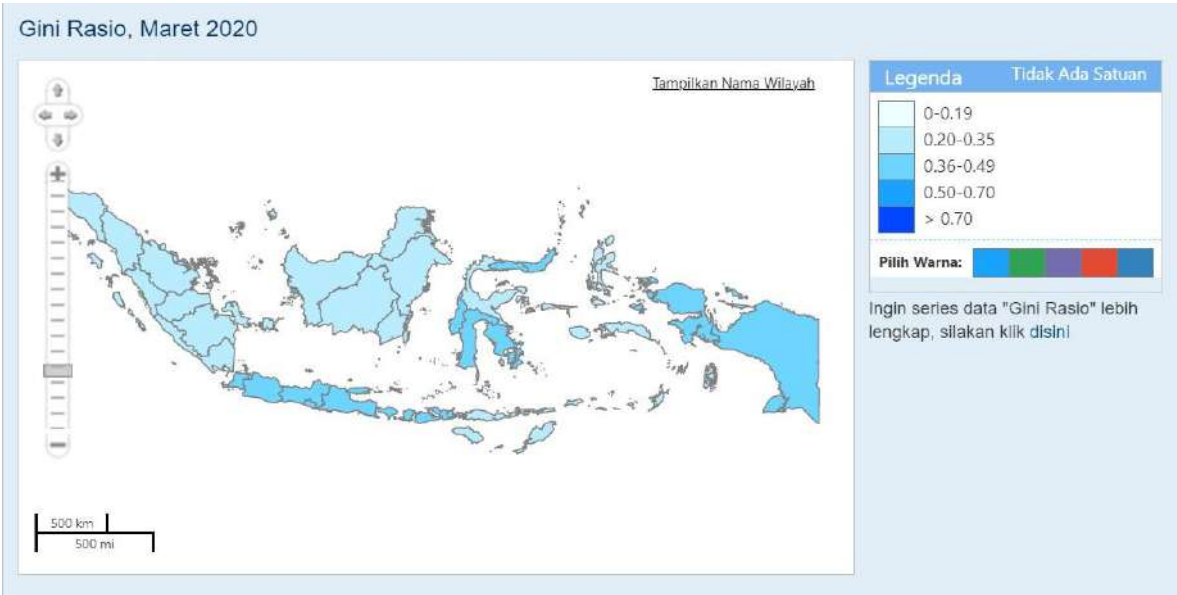 Gini Rasio, Maret 2020
Tampilkan Nama Wilayah
500 km
500 mi
Legenda
Tidak Ada Satuan
0-0.19
0.20-0.35
0.36-0.49
0.50-0.70
> 0.70
Pilih Warna:
Ingin series data "Gini Rasio" lebih
lengkap, silakan klik disini